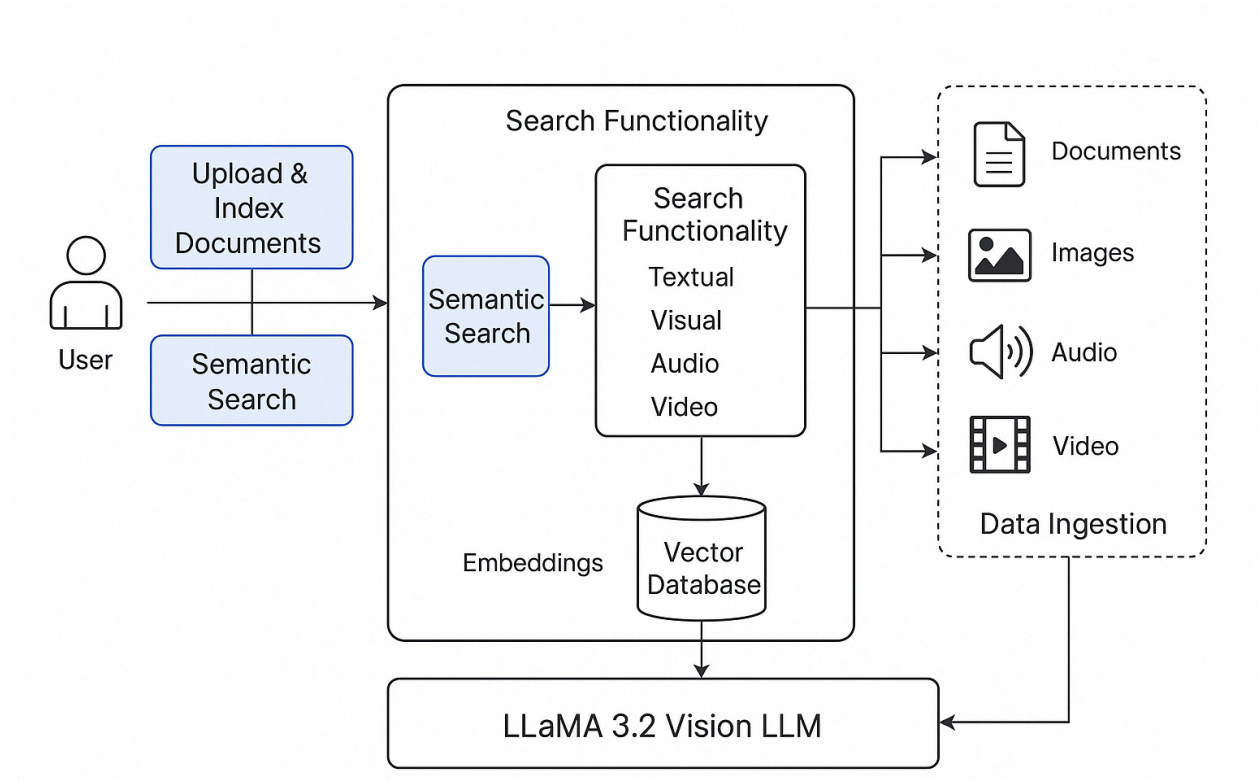 Upload &
Index
Documents
User
Semantic
Search
Search Functionality
Semantic
Search
Search
Functionality
Textual
Visual
Audio
Video
Embeddings
Vector
Database
Documents
Images
Audio
Video
Data Ingestion
LLaMA 3.2 Vision LLM